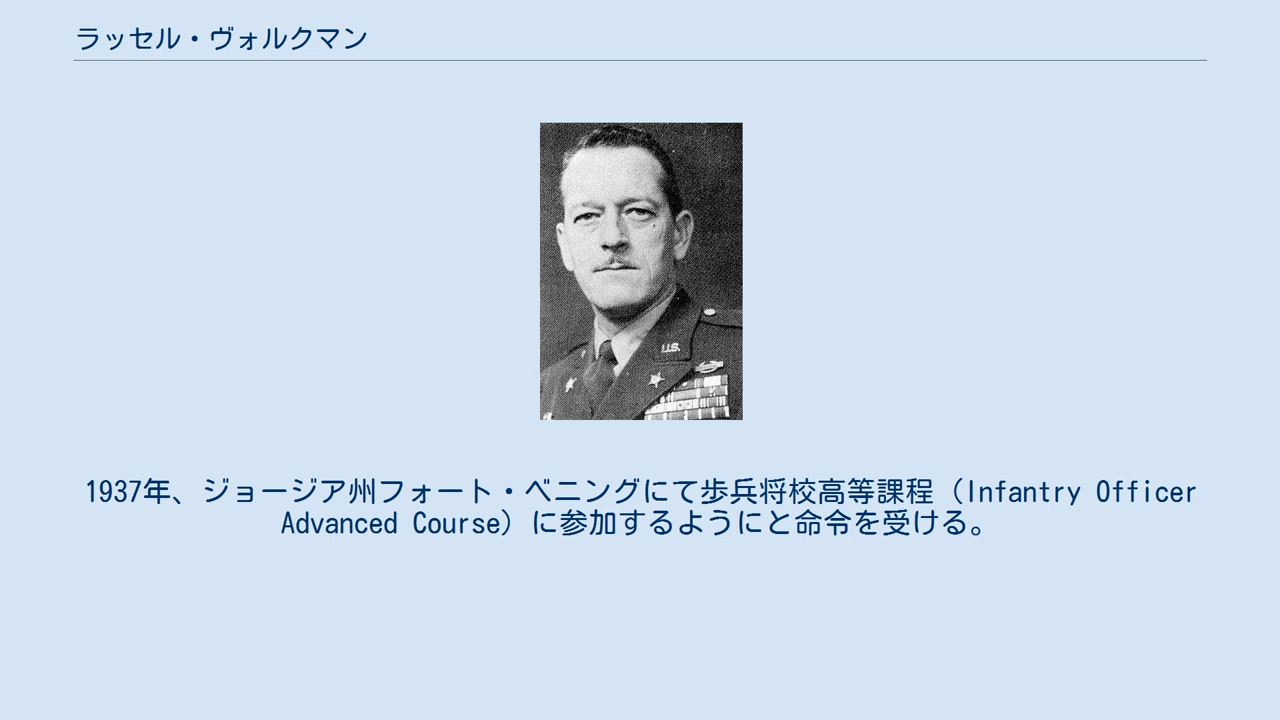 ラッセル・ヴォルクマン
U.S.
1937年、ジョージア州フォート・ベニングにて歩兵将校高等課程（Infantry Officer
Advanced Course）に参加するようにと命令を受ける。